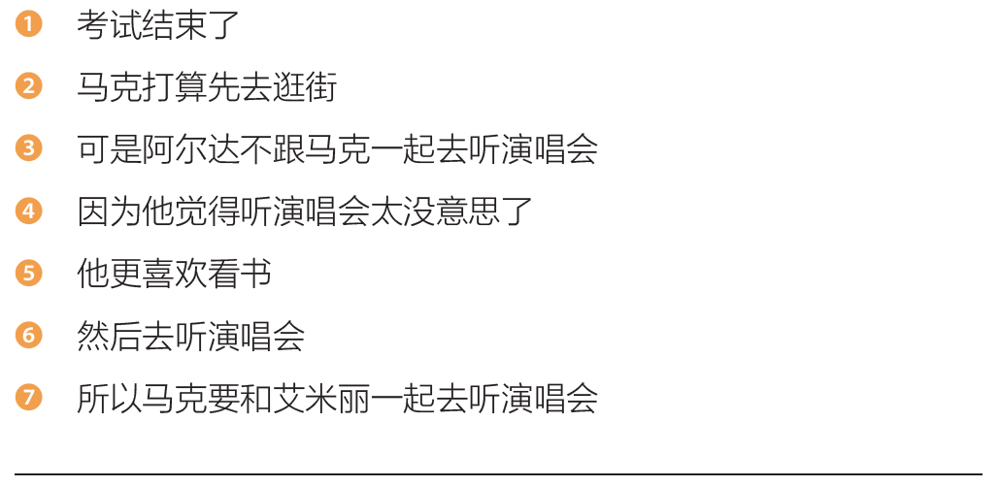 1 考试结束了
2 马克打算先去逛街
3 可是阿尔达不跟马克一起去听演唱会
4 因为他觉得听演唱会太没意思了
5 他更喜欢看书
6 然后去听演唱会
7 所以马克要和艾米丽一起去听演唱会